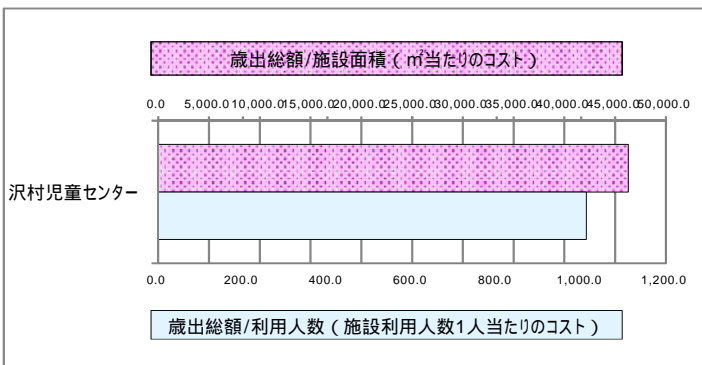 歳出総額/施設面積(㎡当たりのコスト)
0.0 5,000.0 10,000.0 15,000.0 20,000.0 25,000.0 30,000.0 35,000.0 40,000.0 45,000.0 50,000.0
沢村児童センター
0.0 200.0 400.0 600.0 800.0 1,000.0 1,200.0
歳出総額/利用人数(施設利用人数1人当たりのコスト)